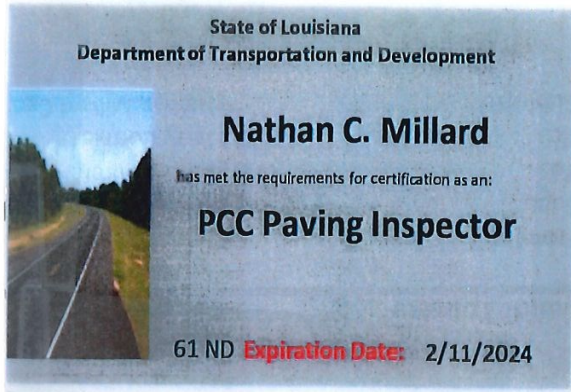 State of Louisiana
Department of Transportation and Development
Nathan C. Millard
has met the requirements for certification as an:
PCC Paving Inspector
61 ND Expiration Date: 2/11/2024